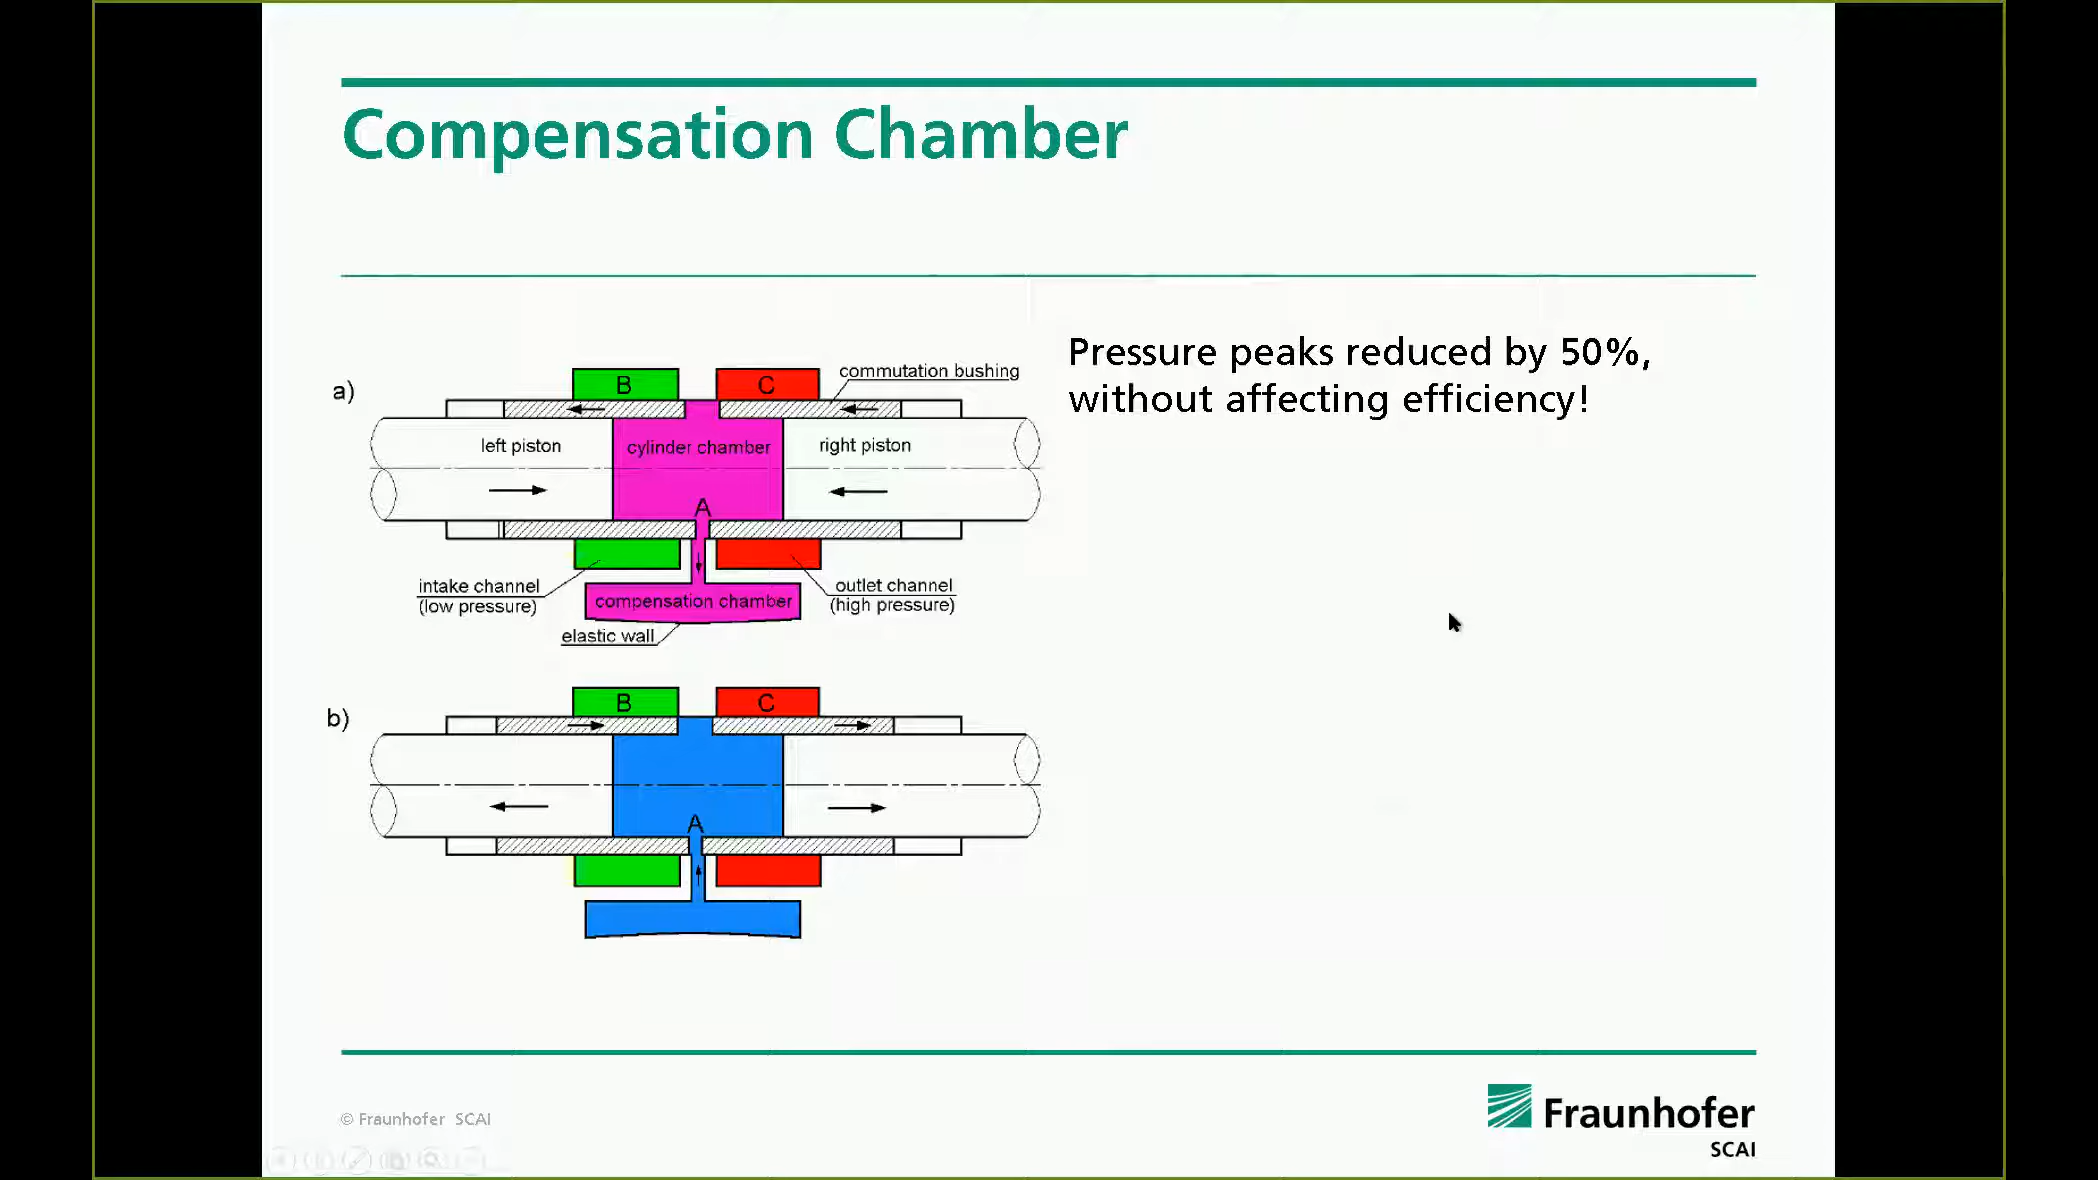 Compensation Chamber
Pressure peaks reduced by 50%,
without affecting efficiency!
a)
B
C
commutation bushing
left piston
cylinder chamber
right piston
A
intake channel
(low pressure)
compensation chamber
outlet channel
(high pressure)
elastic wall
b)
B
C
A
© Fraunhofer SCAI
Fraunhofer
SCAI